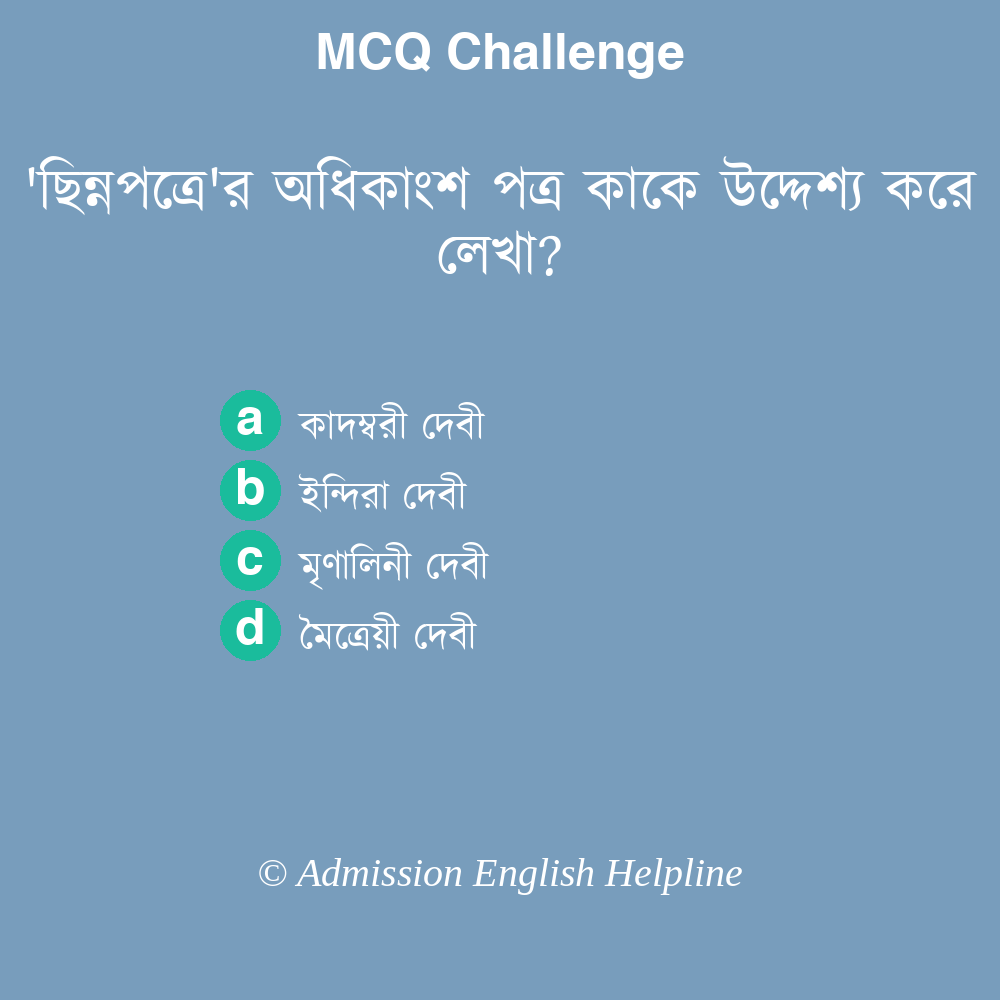 MCQ Challenge
'ছিন্নপত্রে'র অধিকাংশ পত্র কাকে উদ্দেশ্য করে
লেখা?
a কাদম্বরী দেবী
b ইন্দিরা দেবী
c মৃণালিনী দেবী
d মৈত্রেয়ী দেবী
© Admission English Helpline